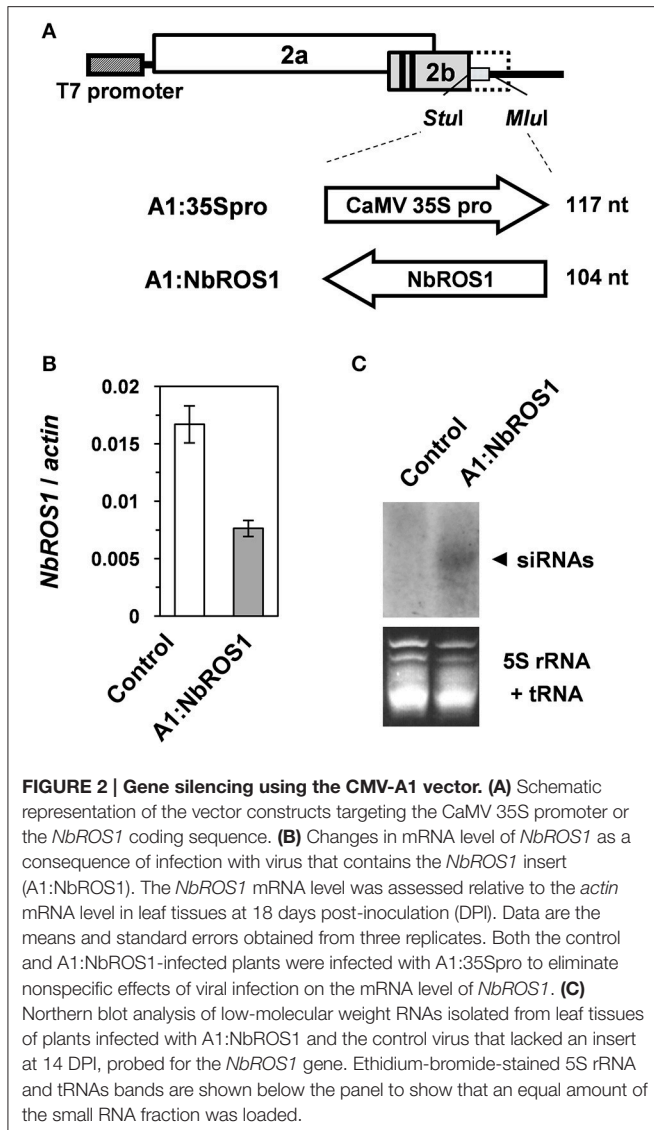 A
2a
2b
T7 promoter
StuI
MluI
A1:35Spro
CaMV 35S pro
117 nt
A1:NbROS1
NbROS1
104 nt
B
0.02
0.015
0.01
0.005
0
NbROS1 / actin
Control
A1:NbROS1
C
Control
A1:NbROS1
siRNAs
5S rRNA
+ tRNA
FIGURE 2 | Gene silencing using the CMV-A1 vector. (A) Schematic
representation of the vector constructs targeting the CaMV 35S promoter or
the NbROS1 coding sequence. (B) Changes in mRNA level of NbROS1 as a
consequence of infection with virus that contains the NbROS1 insert
(A1:NbROS1). The NbROS1 mRNA level was assessed relative to the actin
mRNA level in leaf tissues at 18 days post-inoculation (DPI). Data are the
means and standard errors obtained from three replicates. Both the control
and A1:NbROS1-infected plants were infected with A1:35Spro to eliminate
nonspecific effects of viral infection on the mRNA level of NbROS1. (C)
Northern blot analysis of low-molecular weight RNAs isolated from leaf tissues
of plants infected with A1:NbROS1 and the control virus that lacked an insert
at 14 DPI, probed for the NbROS1 gene. Ethidium-bromide-stained 5S rRNA
and tRNAs bands are shown below the panel to show that an equal amount of
the small RNA fraction was loaded.